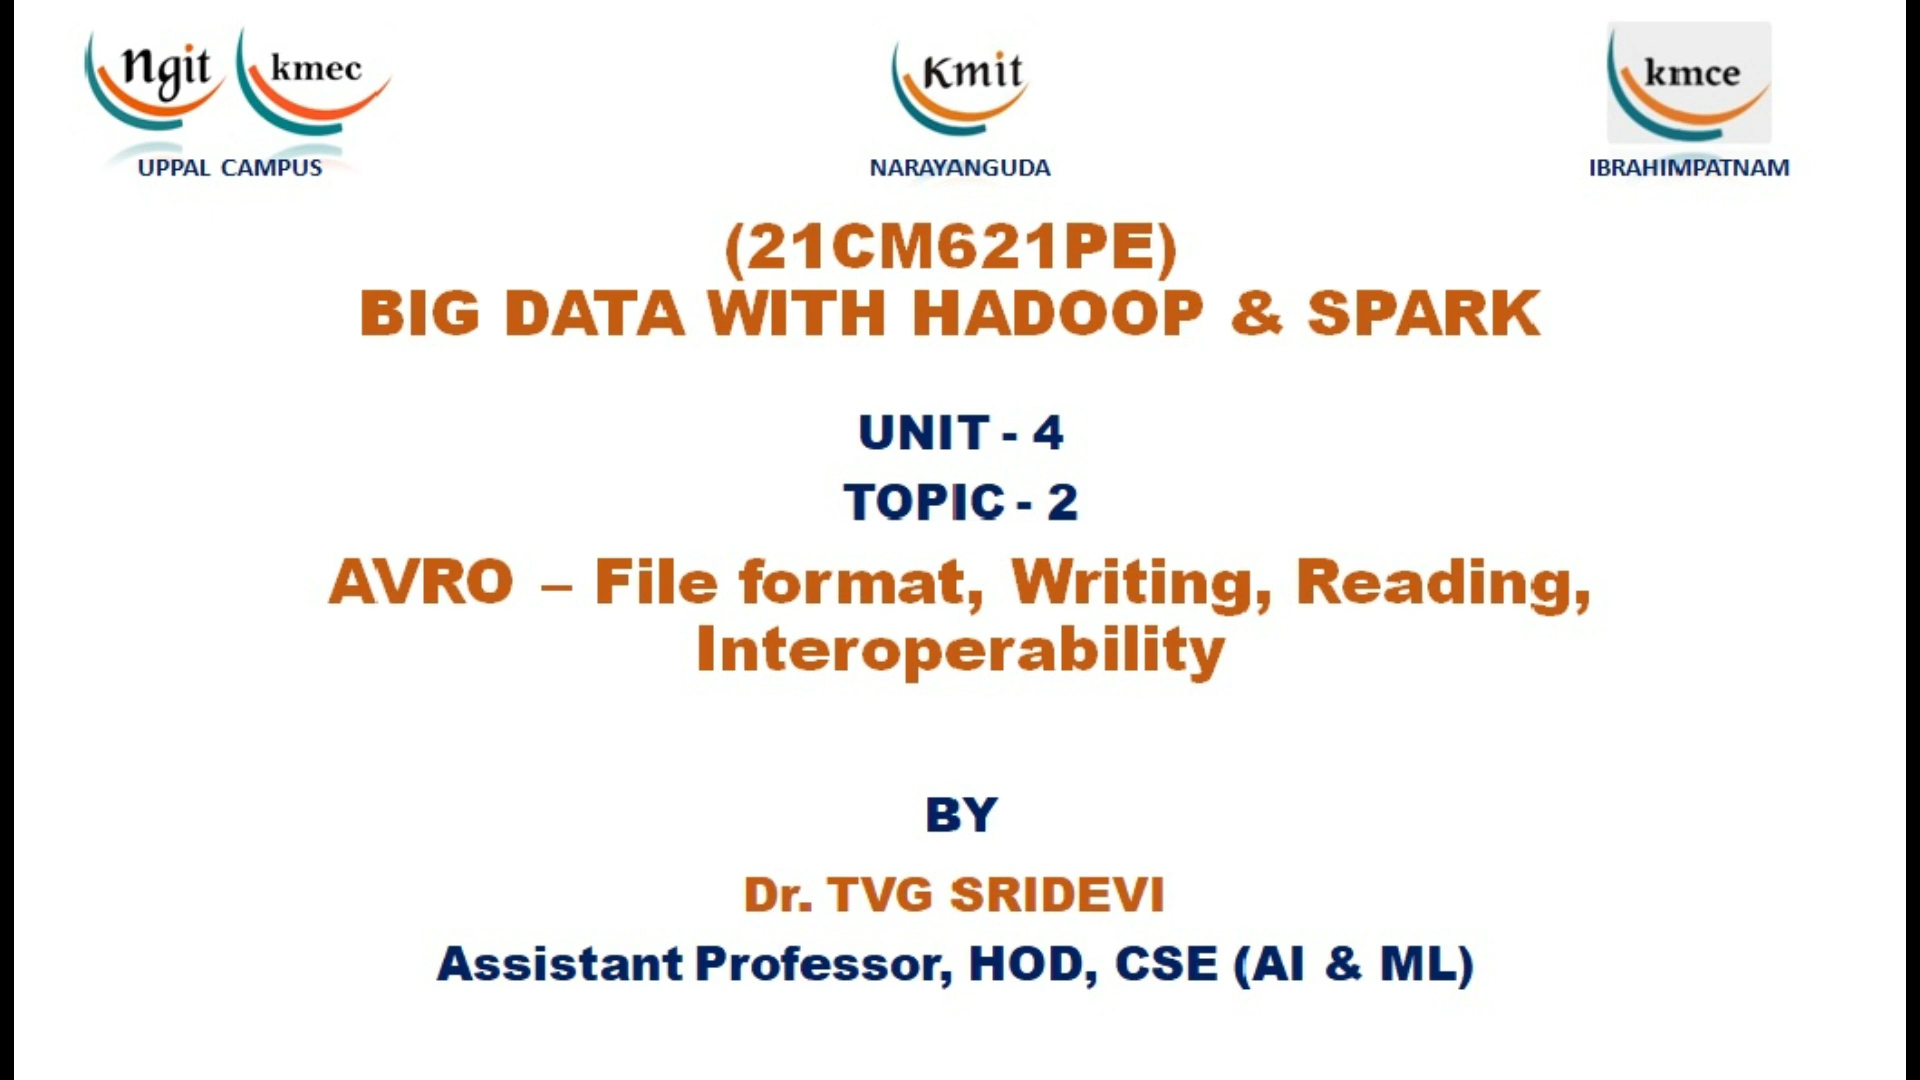 Ngit kmec
Kmit
kmce
UPPAL CAMPUS
NARAYANGUDA
IBRAHIMPATNAM
(21CM621PE)
BIG DATA WITH HADOOP & SPARK
UNIT - 4
TOPIC - 2
AVRO – File format, Writing, Reading,
Interoperability
BY
Dr. TVG SRIDEVI
Assistant Professor, HOD, CSE (AI & ML)